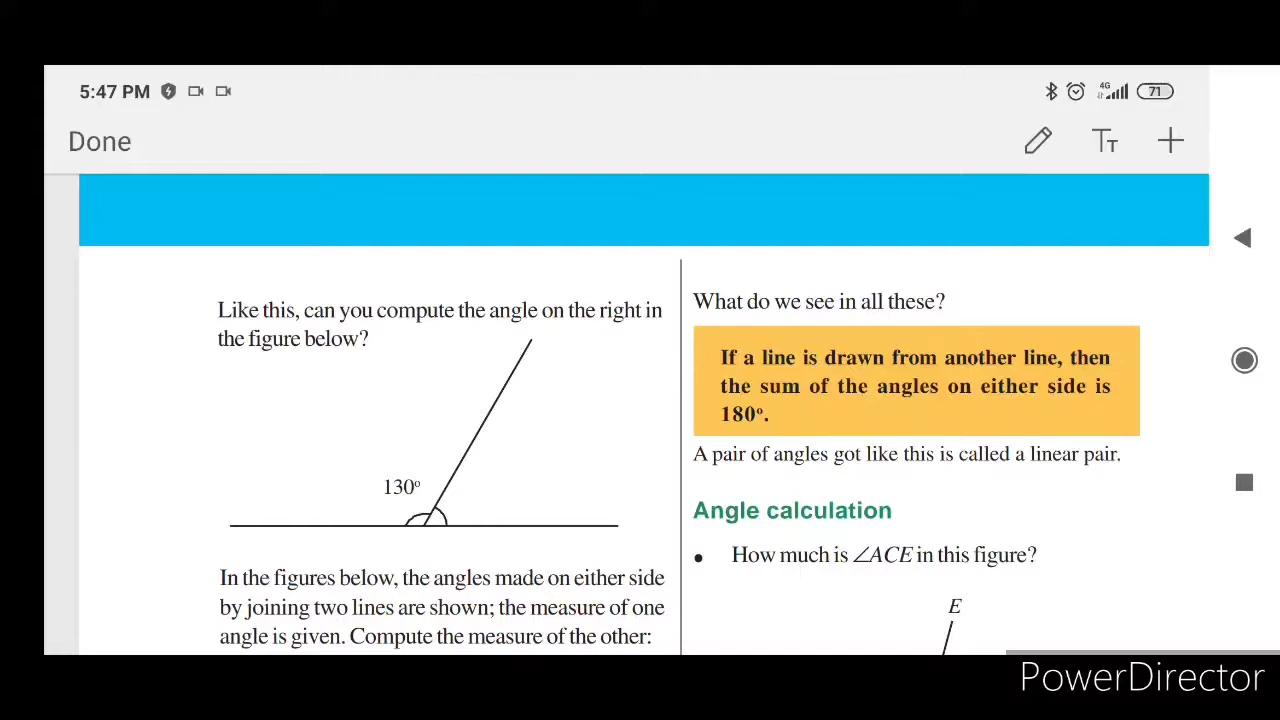 5:47 PM
4G
71
Done
TT
Like this, can you compute the angle on the right in
the figure below?
130°
In the figures below, the angles made on either side
by joining two lines are shown; the measure of one
angle is given. Compute the measure of the other:
What do we see in all these?
If a line is drawn from another line, then
the sum of the angles on either side is
180°.
A pair of angles got like this is called a linear pair.
Angle calculation
• How much is ∠ACE in this figure?
E
PowerDirector